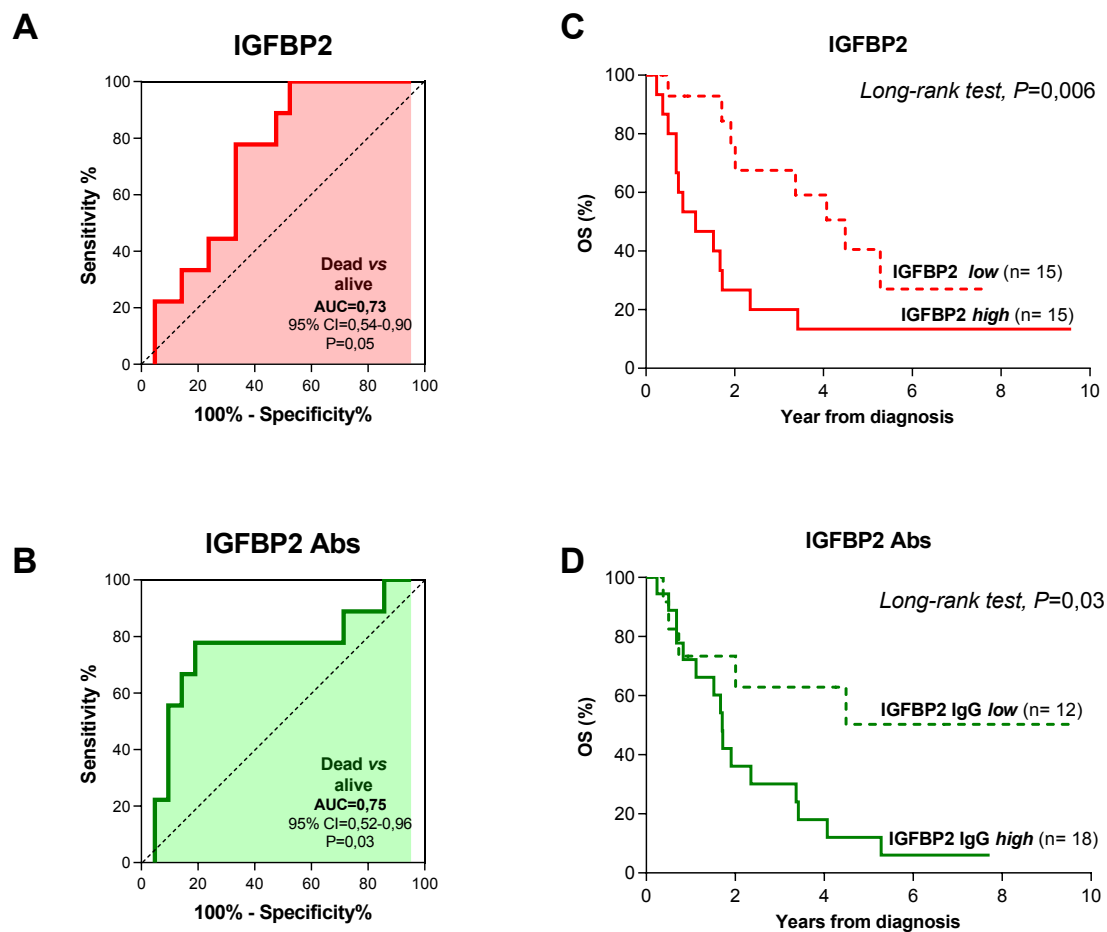 A
IGFBP2
100
80
60
40
20
0
Sensitivity %
Dead vs
alive
AUC=0,73
95% CI=0,54-0,90
P=0,05
0 20 40 60 80 100
100% - Specificity%
C
IGFBP2
Long-rank test, P=0,006
100
80
60
40
20
0
OS (%)
IGFBP2 low (n= 15)
IGFBP2 high (n= 15)
0 2 4 6 8 10
Year from diagnosis
B
IGFBP2 Abs
100
80
60
40
20
0
Sensitivity %
Dead vs
alive
AUC=0,75
95% CI=0,52-0,96
P=0,03
0 20 40 60 80 100
100% - Specificity%
D
IGFBP2 Abs
Long-rank test, P=0,03
100
80
60
40
20
0
OS (%)
IGFBP2 IgG low (n= 12)
IGFBP2 IgG high (n= 18)
0 2 4 6 8 10
Years from diagnosis